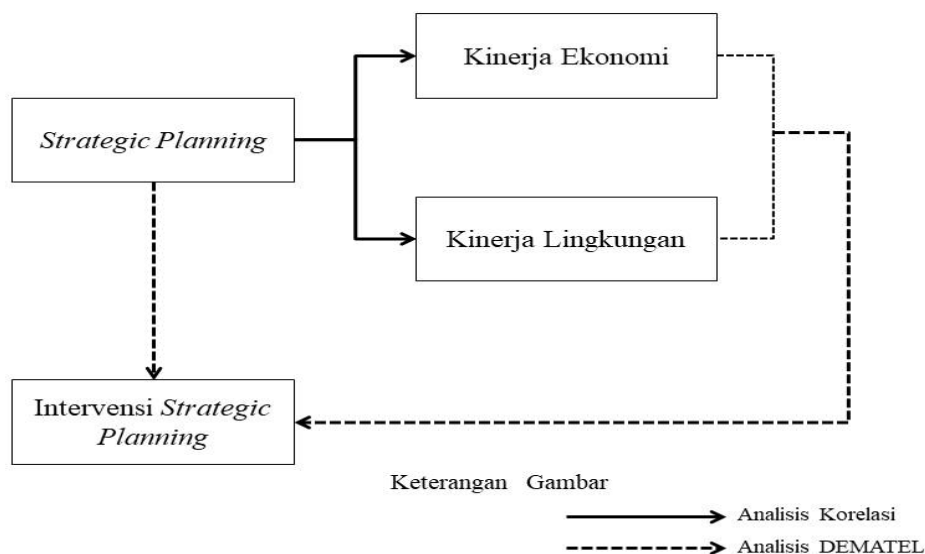 Kinerja Ekonomi
Strategic Planning
Kinerja Lingkungan
Intervensi Strategic
Planning
Keterangan Gambar
Analisis Korelasi
Analisis DEMATEL